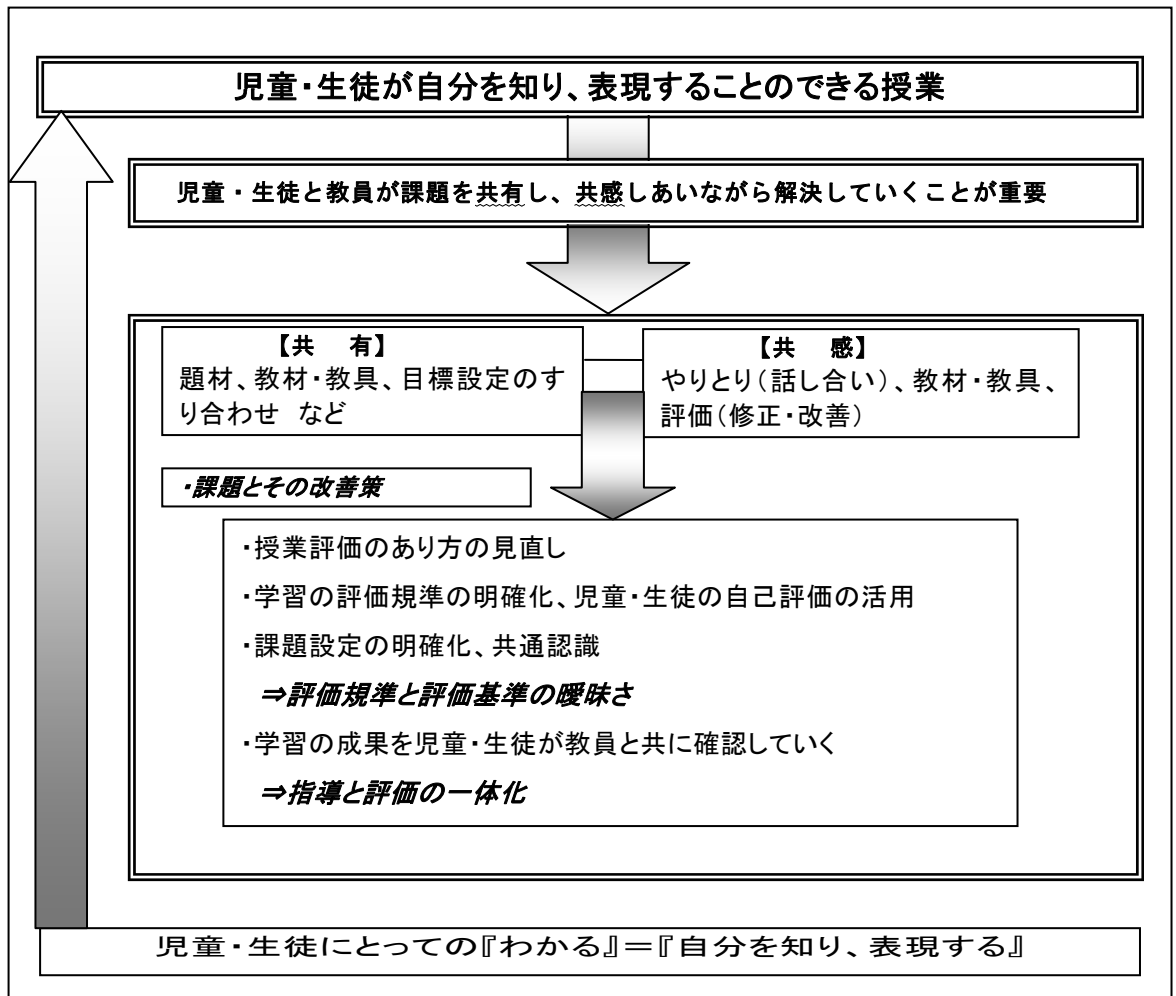 児童・生徒が自分を知り、表現することのできる授業
児童・生徒と教員が課題を共有し、共感しあいながら解決していくことが重要
【共　有】
題材、教材・教具、目標設定のす
り合わせ　など
【共　感】
やりとり（話し合い）、教材・教具、
評価（修正・改善）
・課題とその改善策
・授業評価のあり方の見直し
・学習の評価規準の明確化、児童・生徒の自己評価の活用
・課題設定の明確化、共通認識
⇒評価規準と評価基準の曖昧さ
・学習の成果を児童・生徒が教員と共に確認していく
⇒指導と評価の一体化
児童・生徒にとっての『わかる』＝『自分を知り、表現する』